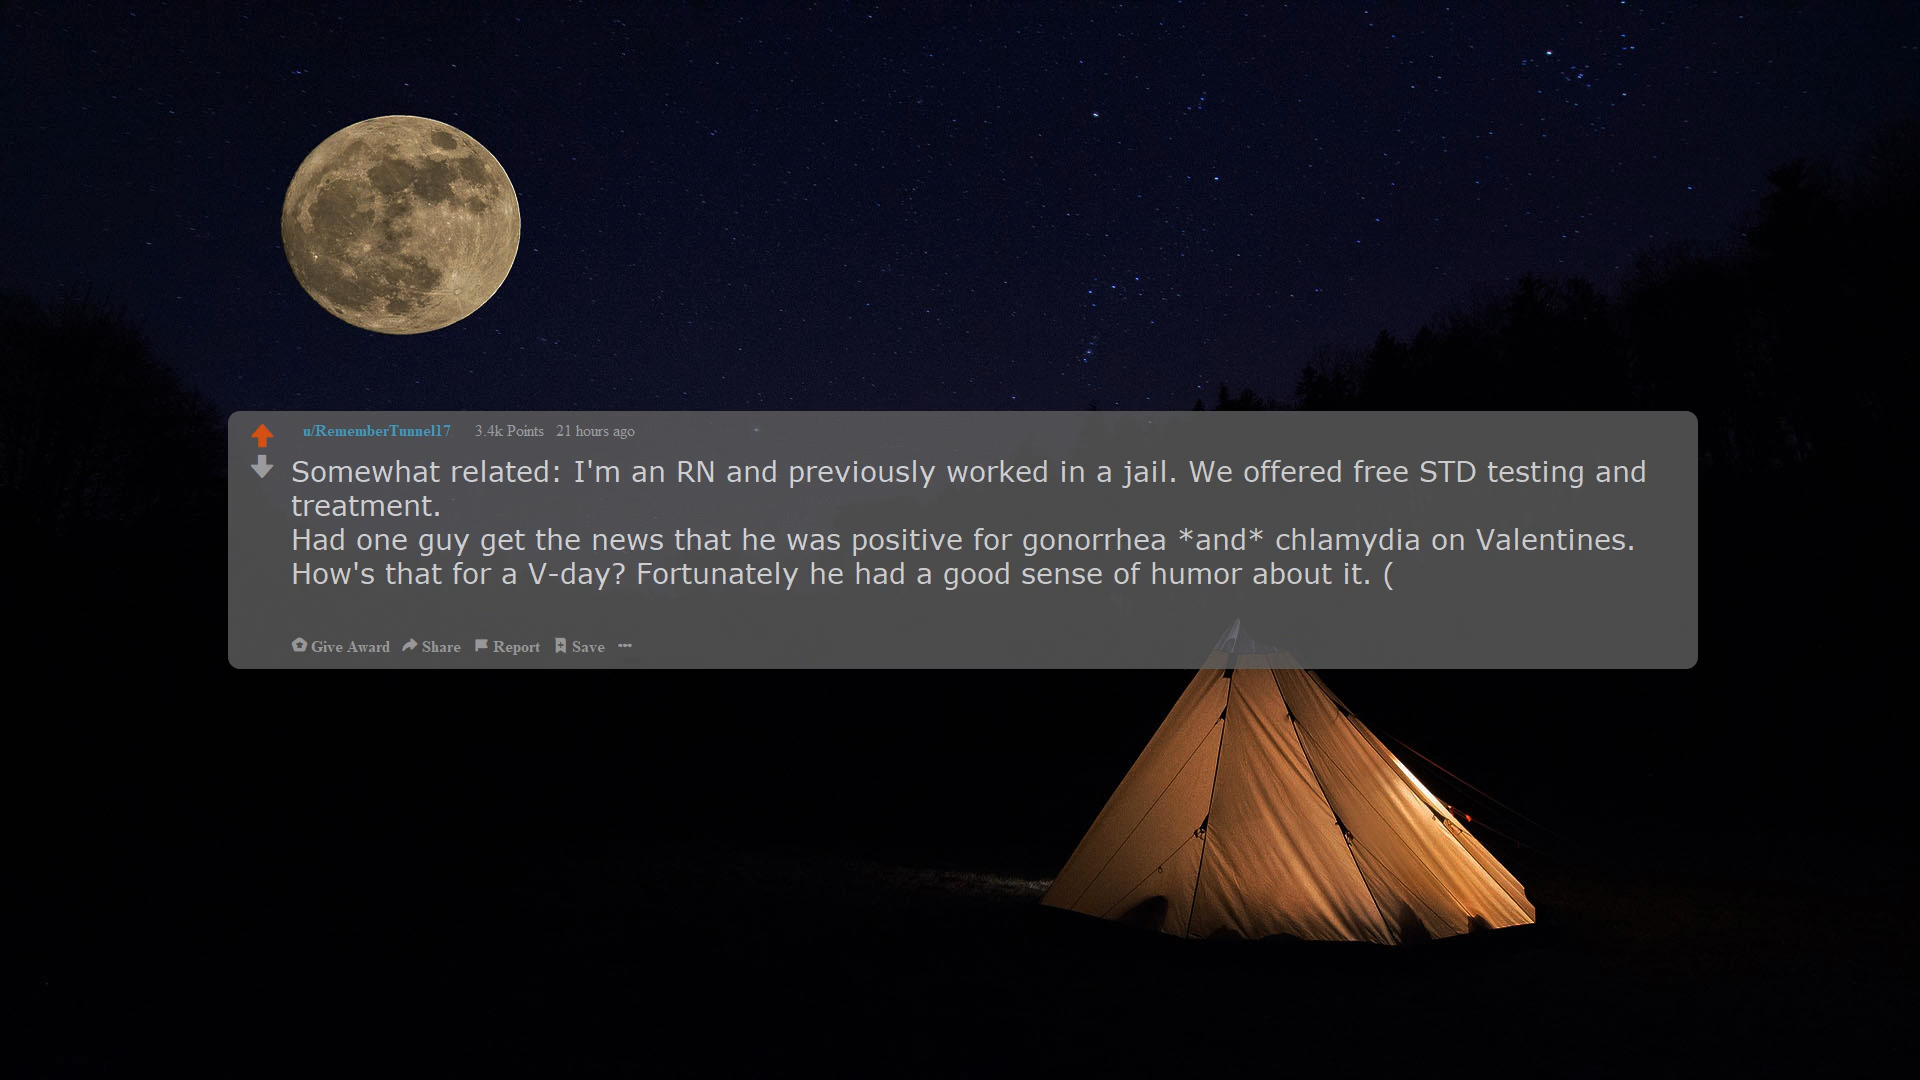 u/RememberTunnel17 3.4k Points 21 hours ago
Somewhat related: I'm an RN and previously worked in a jail. We offered free STD testing and
treatment.
Had one guy get the news that he was positive for gonorrhea *and* chlamydia on Valentines.
How's that for a V-day? Fortunately he had a good sense of humor about it. (
Give Award Share Report Save ···